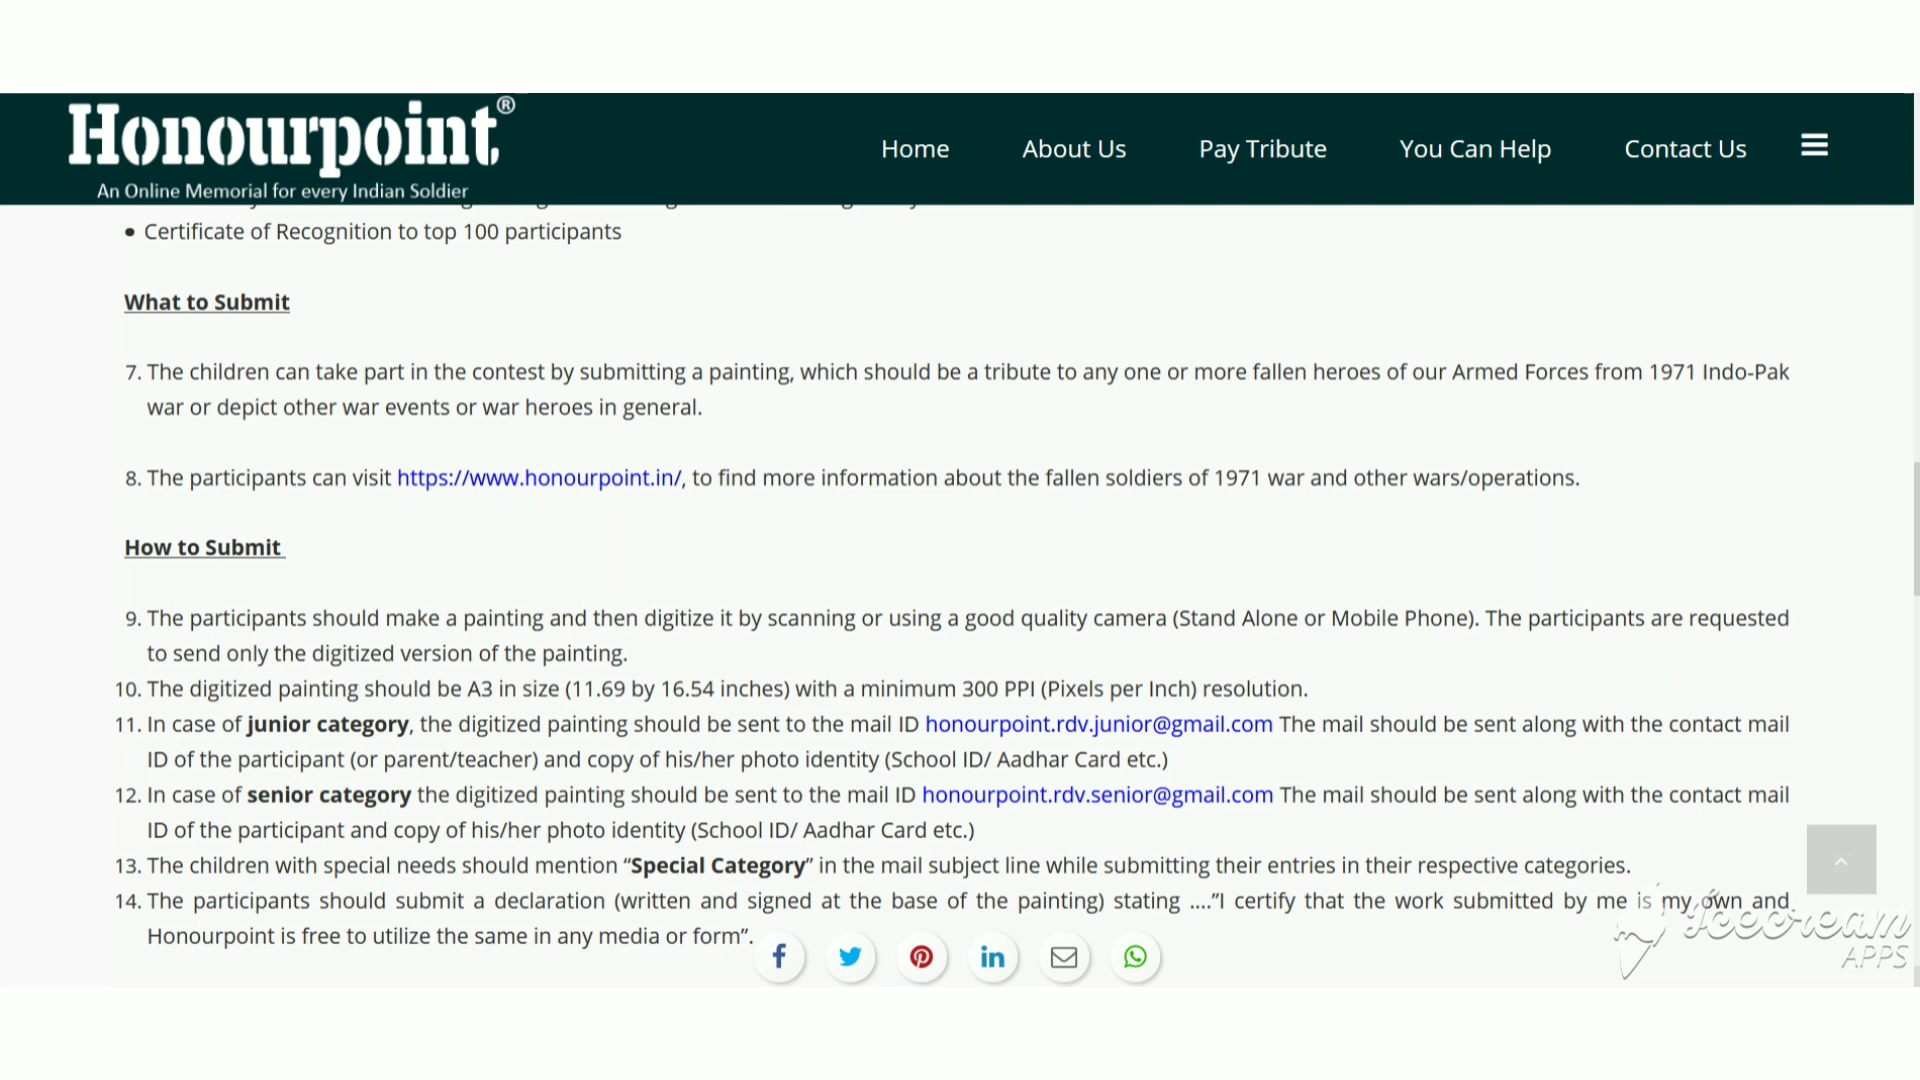 Honourpoint®
An Online Memorial for every Indian Soldier
Home About Us Pay Tribute You Can Help Contact Us
• Certificate of Recognition to top 100 participants
What to Submit
7. The children can take part in the contest by submitting a painting, which should be a tribute to any one or more fallen heroes of our Armed Forces from 1971 Indo-Pak
war or depict other war events or war heroes in general.
8. The participants can visit https://www.honourpoint.in/, to find more information about the fallen soldiers of 1971 war and other wars/operations.
How to Submit
9. The participants should make a painting and then digitize it by scanning or using a good quality camera (Stand Alone or Mobile Phone). The participants are requested
to send only the digitized version of the painting.
10. The digitized painting should be A3 in size (11.69 by 16.54 inches) with a minimum 300 PPI (Pixels per Inch) resolution.
11. In case of junior category, the digitized painting should be sent to the mail ID honourpoint.rdv.junior@gmail.com The mail should be sent along with the contact mail
ID of the participant (or parent/teacher) and copy of his/her photo identity (School ID/ Aadhar Card etc.)
12. In case of senior category the digitized painting should be sent to the mail ID honourpoint.rdv.senior@gmail.com The mail should be sent along with the contact mail
ID of the participant and copy of his/her photo identity (School ID/ Aadhar Card etc.)
13. The children with special needs should mention “Special Category” in the mail subject line while submitting their entries in their respective categories.
14. The participants should submit a declaration (written and signed at the base of the painting) stating ....”I certify that the work submitted by me is my own and
Honourpoint is free to utilize the same in any media or form”.
Icecream
APPS